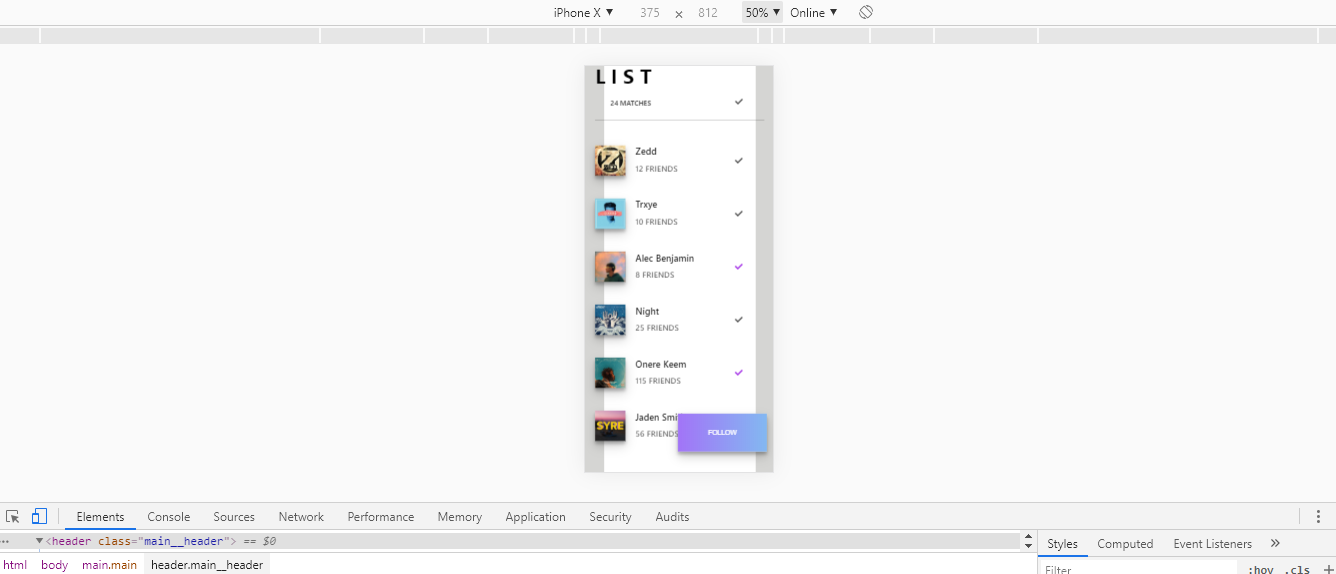 iPhone X ▼ 375 × 812 50% ▼ Online ▼
LIST
24 MATCHES
Zedd
12 FRIENDS
Trxye
10 FRIENDS
Alec Benjamin
8 FRIENDS
Night
25 FRIENDS
Onere Keem
115 FRIENDS
Jaden Smi
56 FRIENDS
SYRE
FOLLOW
Elements Console Sources Network Performance Memory Application Security Audits
<header class="main__header"> == $0
html body main.main header.main__header
Styles Computed Event Listeners »
Filter :hov .cls +